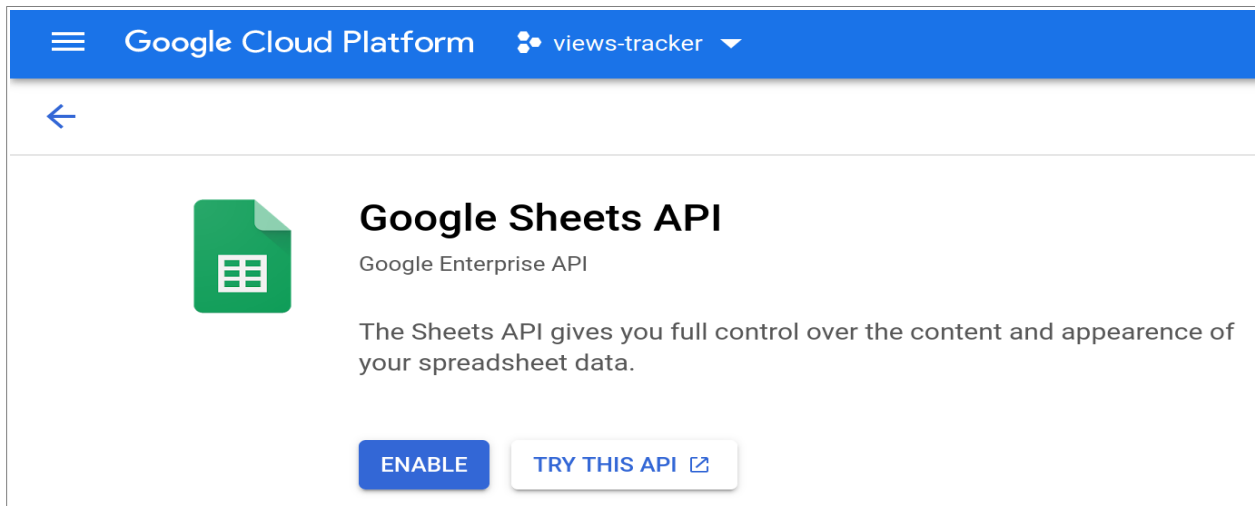 Google Cloud Platform views-tracker
Google Sheets API
Google Enterprise API
The Sheets API gives you full control over the content and appearence of
your spreadsheet data.
ENABLE TRY THIS API